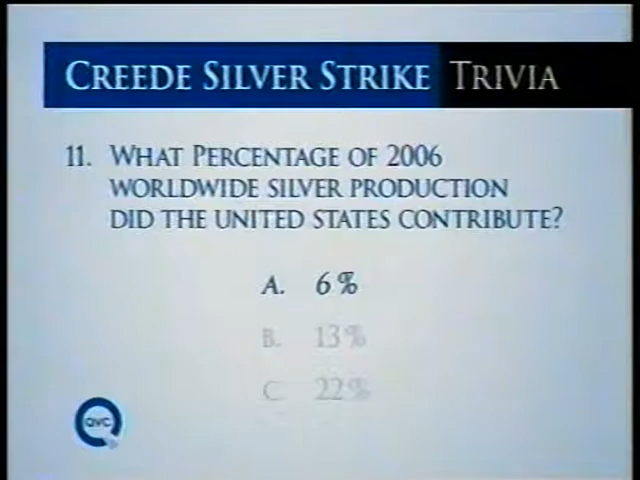 CREEDE SILVER STRIKE TRIVIA
11. WHAT PERCENTAGE OF 2006
WORLDWIDE SILVER PRODUCTION
DID THE UNITED STATES CONTRIBUTE?
A. 6%
B. 13%
C. 22%
QVC